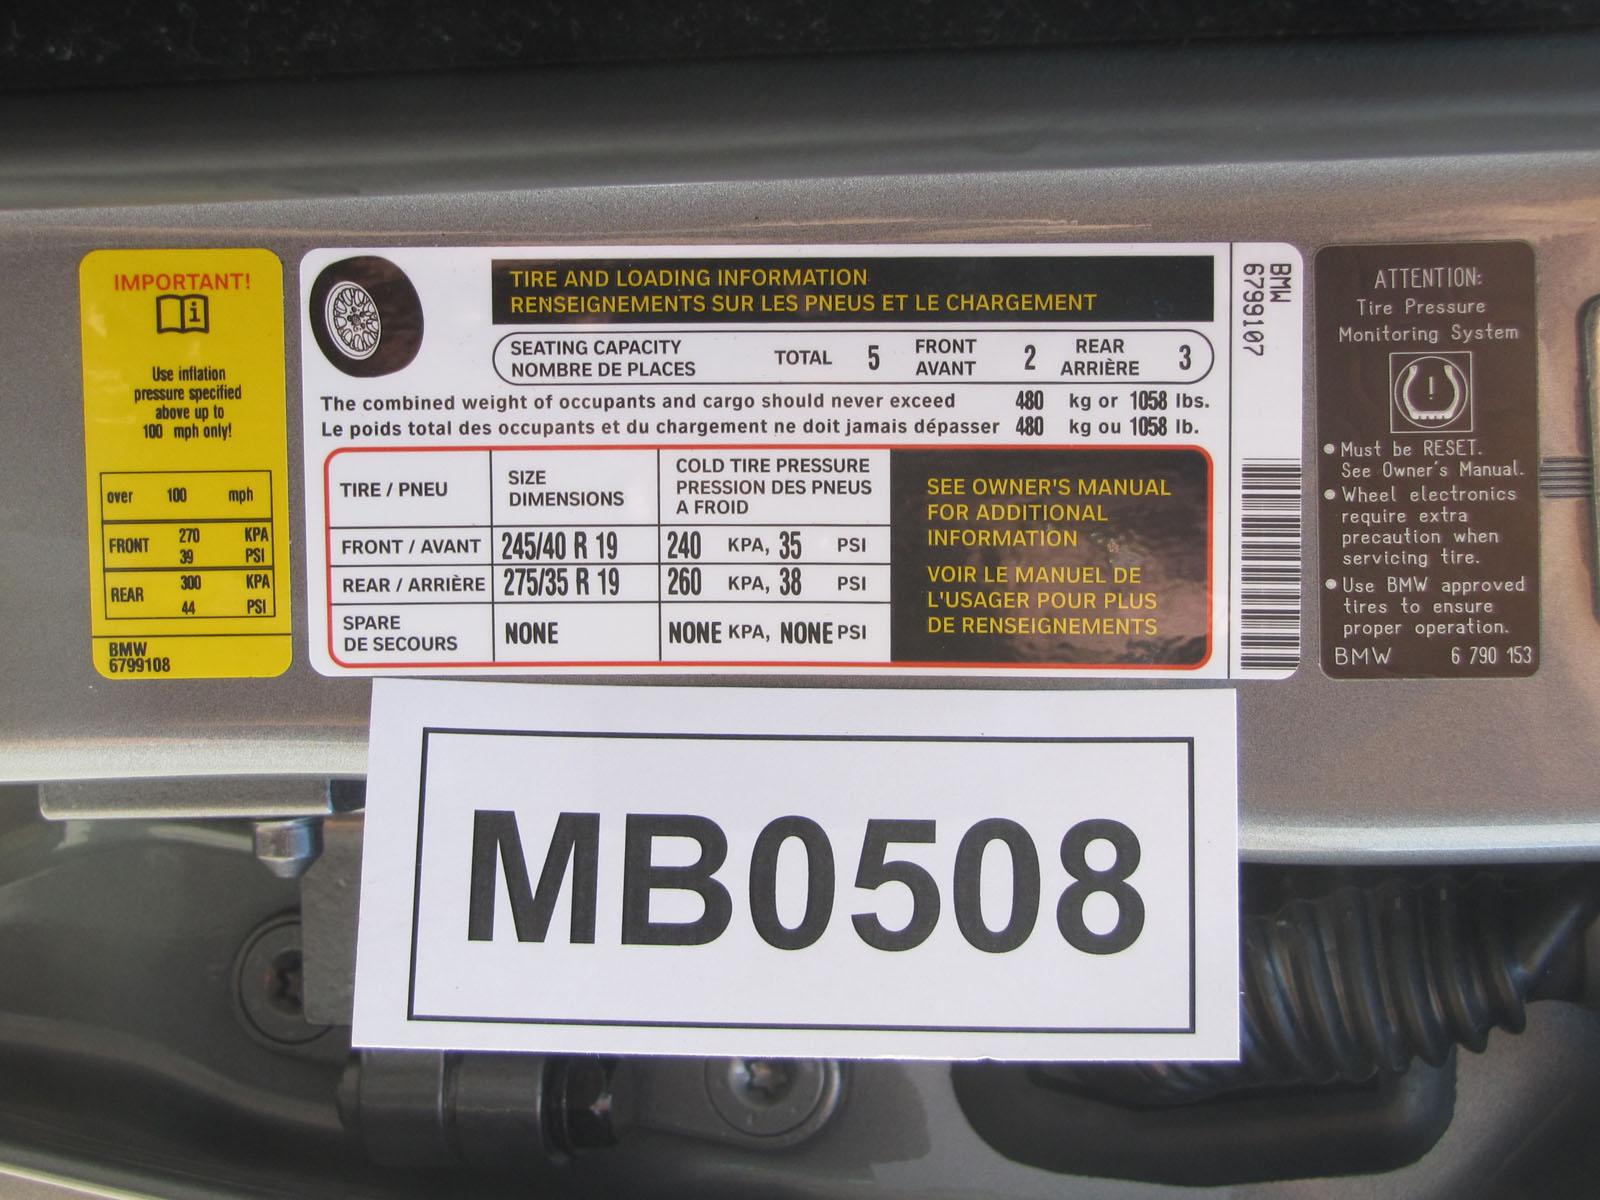 IMPORTANT!
i
Use inflation
pressure specified
above up to
100 mph only!
over 100 mph
FRONT 270 KPA
39 PSI
REAR 300 KPA
44 PSI
BMW
6799108
TIRE AND LOADING INFORMATION
RENSEIGNEMENTS SUR LES PNEUS ET LE CHARGEMENT
SEATING CAPACITY
NOMBRE DE PLACES
TOTAL 5
FRONT
AVANT
2
REAR
ARRIÈRE
3
The combined weight of occupants and cargo should never exceed 480 kg or 1058 lbs.
Le poids total des occupants et du chargement ne doit jamais dépasser 480 kg ou 1058 lb.
TIRE / PNEU
SIZE
DIMENSIONS
COLD TIRE PRESSURE
PRESSION DES PNEUS
A FROID
FRONT / AVANT 245/40 R 19 240 KPA, 35 PSI
REAR / ARRIÈRE 275/35 R 19 260 KPA, 38 PSI
SPARE
DE SECOURS
NONE NONE KPA, NONE PSI
SEE OWNER'S MANUAL
FOR ADDITIONAL
INFORMATION
VOIR LE MANUEL DE
L'USAGER POUR PLUS
DE RENSEIGNEMENTS
BMW
6799107
ATTENTION:
Tire Pressure
Monitoring System
!
• Must be RESET.
See Owner's Manual.
• Wheel electronics
require extra
precaution when
servicing tire.
• Use BMW approved
tires to ensure
proper operation.
BMW 6 790 153
MB0508